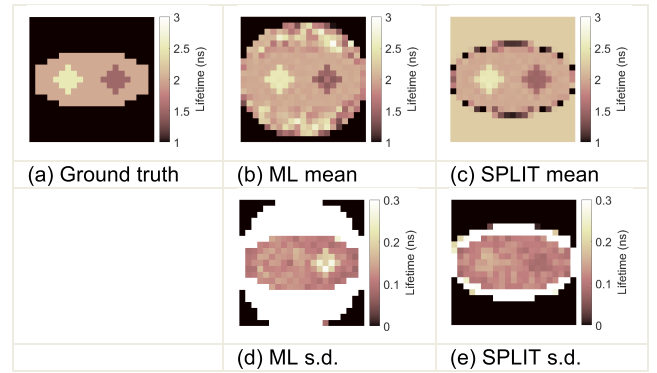 3
2.5
2
1.5
1
Lifetime (ns)
3
2.5
2
1.5
1
Lifetime (ns)
3
2.5
2
1.5
1
Lifetime (ns)
(a) Ground truth
(b) ML mean
(c) SPLIT mean
0.3
0.2
0.1
0
Lifetime (ns)
0.3
0.2
0.1
0
Lifetime (ns)
(d) ML s.d.
(e) SPLIT s.d.